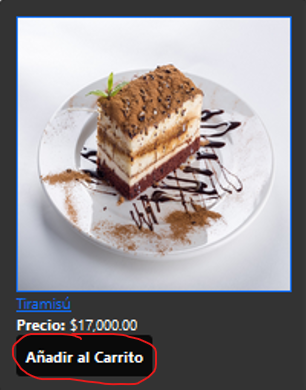 Tiramisú
Precio: $17,000.00
Añadir al Carrito